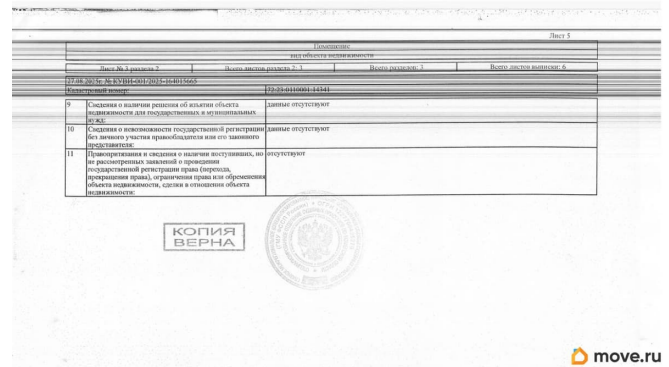 Лист 5
Помещение
вид объекта недвижимости
Лист № 3 раздела 2 Всего листов раздела 2: 3 Всего разделов: 3 Всего листов выписки: 6
27.08.2025г. № КУВИ-001/2025-164015665
Кадастровый номер: 72:23:0110001:14341
9 Сведения о наличии решения об изъятии объекта данные отсутствуют
недвижимости для государственных и муниципальных
нужд:
10 Сведения о невозможности государственной регистрации данные отсутствуют
без личного участия правообладателя или его законного
представителя:
11 Правопритязания и сведения о наличии поступивших, но отсутствуют
не рассмотренных заявлений о проведении
государственной регистрации права (перехода,
прекращения права), ограничения права или обременения
объекта недвижимости, сделки в отношении объекта
недвижимости:
КОПИЯ
ВЕРНА
move.ru